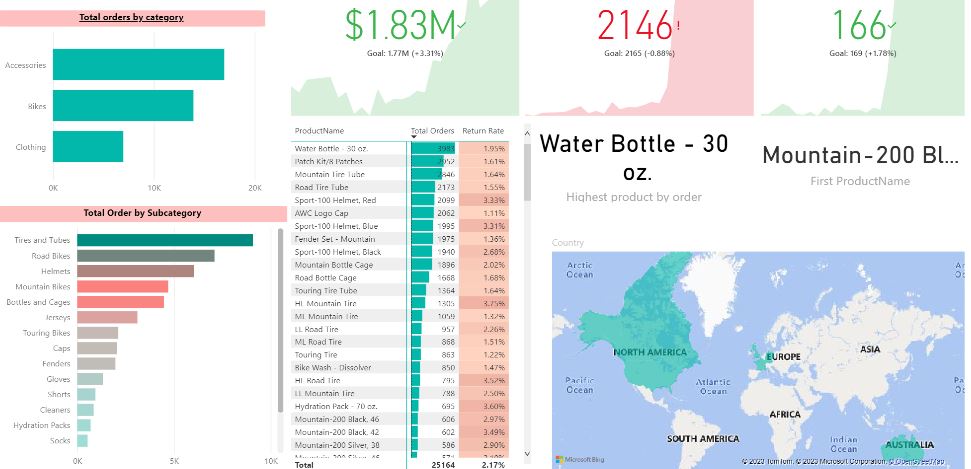 Total orders by category
Accessories
Bikes
Clothing
0K 10K 20K
$1.83M
Goal: 1.77M (+3.31%)
2146!
Goal: 2165 (-0.88%)
166
Goal: 169 (+1.78%)
Total Order by Subcategory
Tires and Tubes
Road Bikes
Helmets
Mountain Bikes
Bottles and Cages
Jerseys
Touring Bikes
Caps
Fenders
Gloves
Shorts
Cleaners
Hydration Packs
Socks
0K 5K 10K
ProductName Total Orders Return Rate
Water Bottle - 30 oz. 3983 1.95%
Patch Kit/8 Patches 2952 1.61%
Mountain Tire Tube 2846 1.64%
Road Tire Tube 2173 1.55%
Sport-100 Helmet, Red 2099 3.33%
AWC Logo Cap 2062 1.11%
Sport-100 Helmet, Blue 1995 3.31%
Fender Set - Mountain 1975 1.36%
Sport-100 Helmet, Black 1940 2.68%
Mountain Bottle Cage 1896 2.02%
Road Bottle Cage 1668 1.68%
Touring Tire Tube 1364 1.64%
HL Mountain Tire 1305 3.75%
ML Mountain Tire 1059 1.32%
LL Road Tire 957 2.26%
ML Road Tire 868 1.51%
Touring Tire 863 1.22%
Bike Wash - Dissolver 850 1.47%
HL Road Tire 795 3.52%
LL Mountain Tire 788 2.50%
Hydration Pack - 70 oz. 695 3.60%
Mountain-200 Black, 46 606 2.97%
Mountain-200 Black, 42 602 3.49%
Mountain-200 Silver, 38 586 2.90%
Total 25164 2.17%
Water Bottle - 30
oz.
Highest product by order
Mountain-200 Bl...
First ProductName
Country
Arctic
Ocean
Arctic
Ocean
NORTH AMERICA
EUROPE
ASIA
Pacific
Ocean
Atlantic
Ocean
Pacific
Ocean
AFRICA
SOUTH AMERICA
Indian
Ocean
AUSTRALIA
Microsoft Bing
© 2023 TomTom, © 2023 Microsoft Corporation, © OpenStreetMap